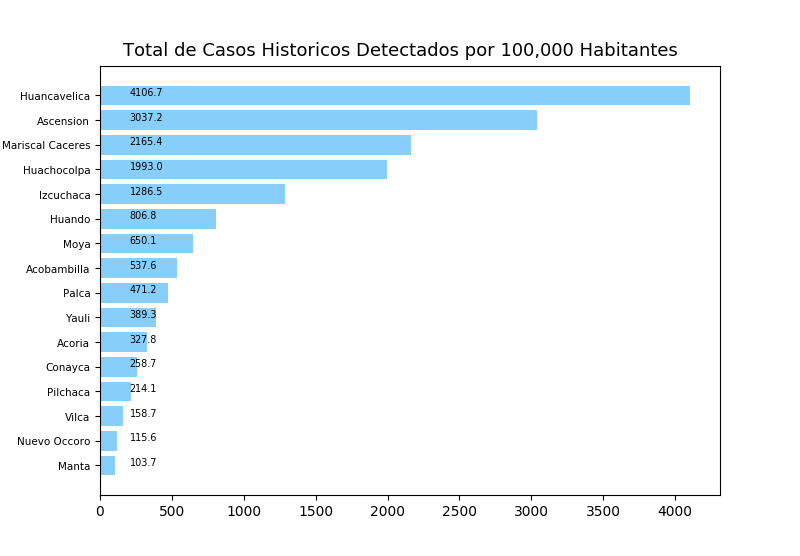 Total de Casos Historicos Detectados por 100,000 Habitantes
Huancavelica 4106.7
Ascension 3037.2
Mariscal Caceres 2165.4
Huachocolpa 1993.0
Izcuchaca 1286.5
Huando 806.8
Moya 650.1
Acobambilla 537.6
Palca 471.2
Yauli 389.3
Acoria 327.8
Conayca 258.7
Pilchaca 214.1
Vilca 158.7
Nuevo Occoro 115.6
Manta 103.7
0 500 1000 1500 2000 2500 3000 3500 4000